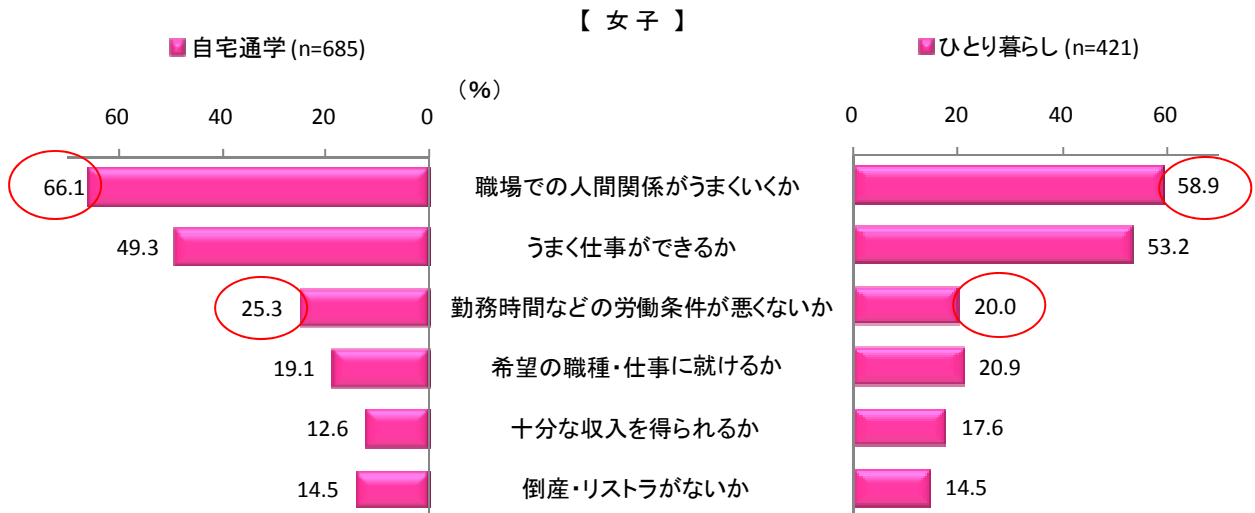 【 女 子 】
自宅通学 (n=685)
ひとり暮らし (n=421)
（%）
60 20 0
0 20 40 60
66.1 職場での人間関係がうまくいくか 58.9
49.3 うまく仕事ができるか 53.2
25.3 勤務時間などの労働条件が悪くないか 20.0
19.1 希望の職種・仕事に就けるか 20.9
12.6 十分な収入を得られるか 17.6
14.5 倒産・リストラがないか 14.5